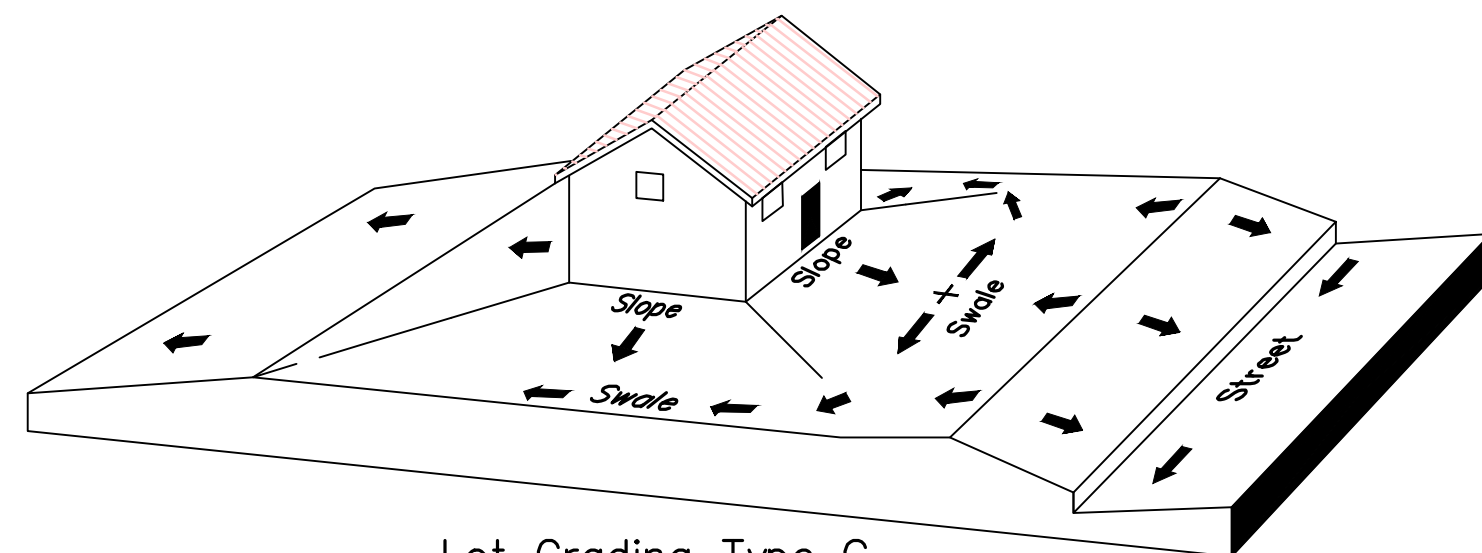 Slope
Slope
Swale
Swale
Street
Lot Grading Type C